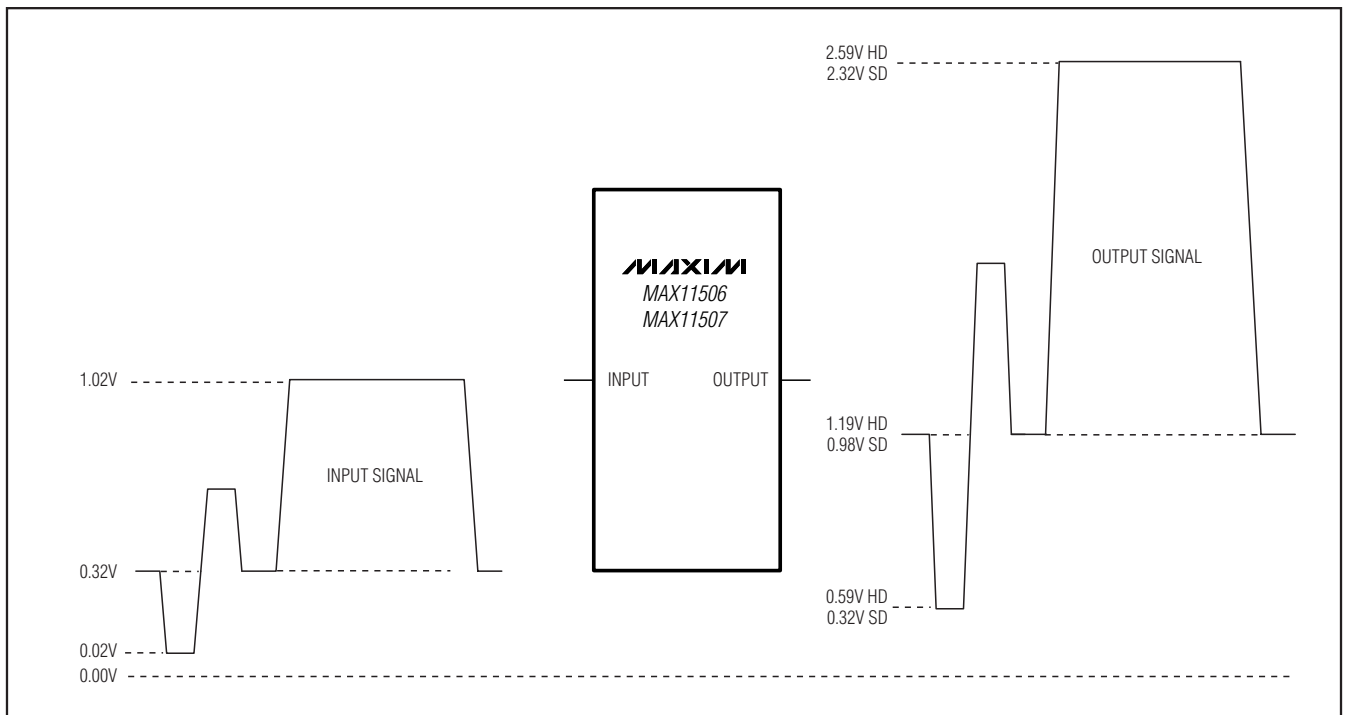 2.59V HD
2.32V SD
MAXIM
MAX11506
MAX11507
INPUT
OUTPUT
OUTPUT SIGNAL
1.02V
INPUT SIGNAL
0.32V
0.02V
0.00V
1.19V HD
0.98V SD
0.59V HD
0.32V SD